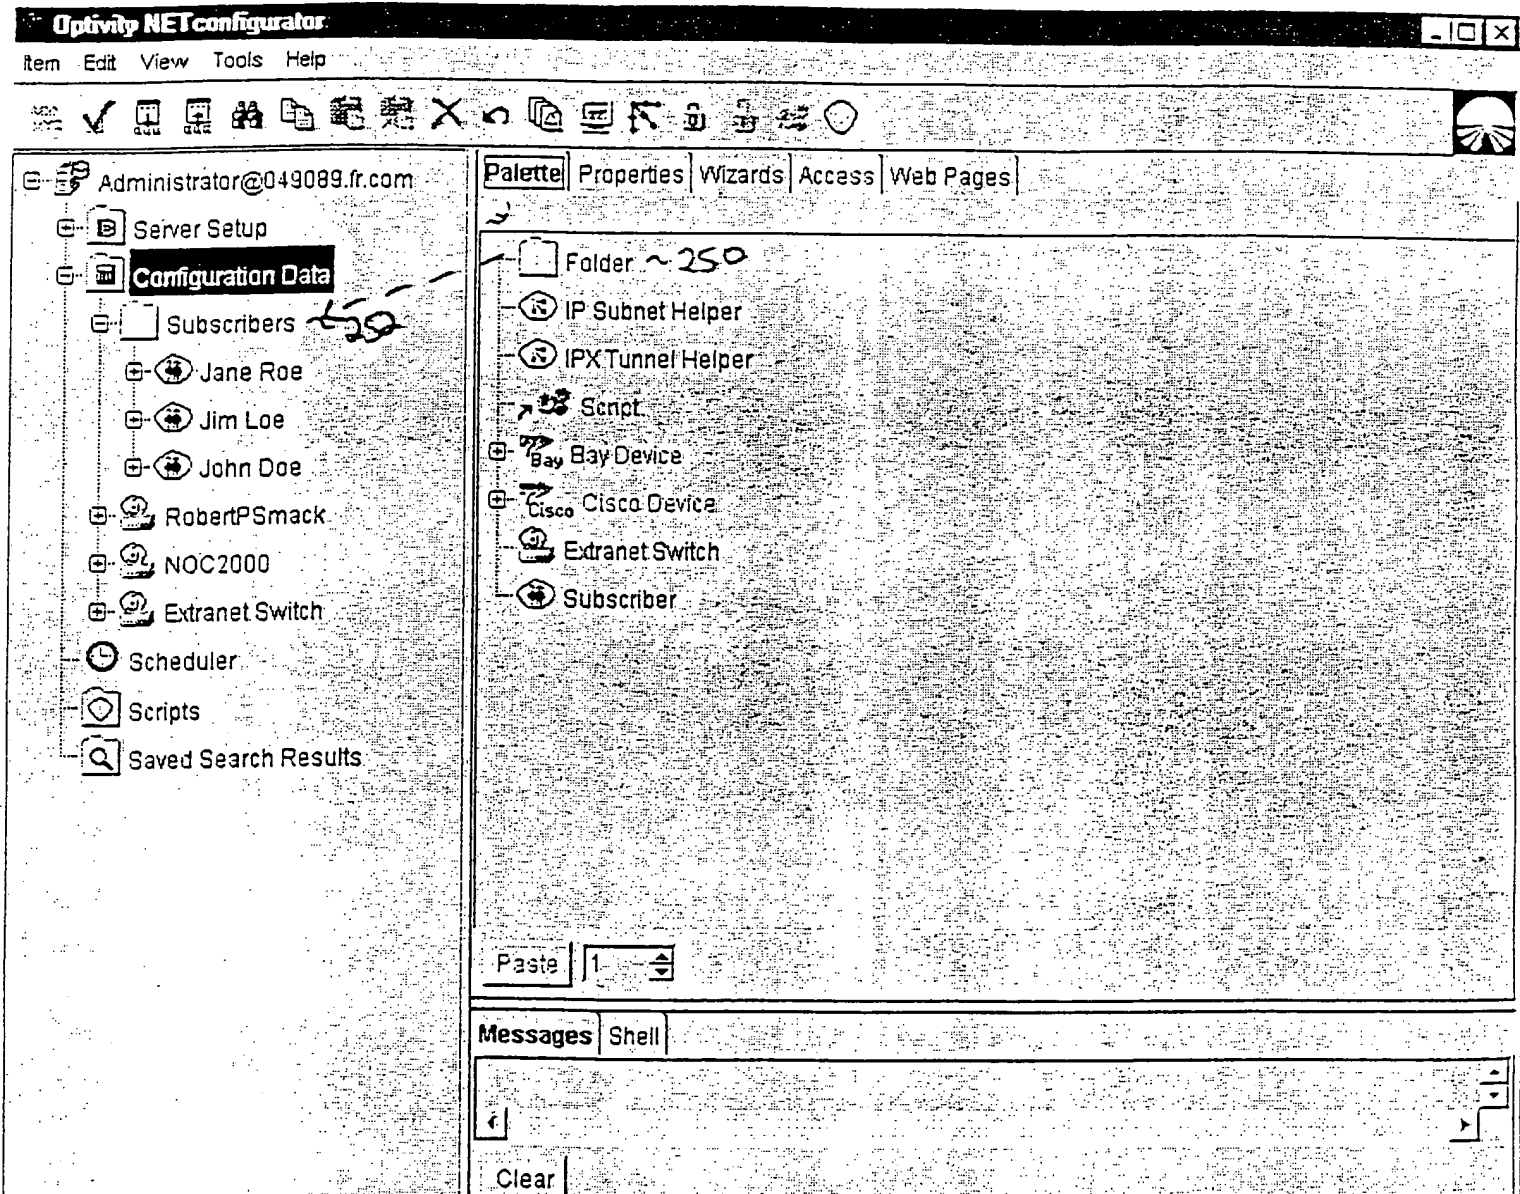 Optivity NETconfigurator
Item Edit View Tools Help
Administrator@049089.fr.com
Server Setup
Configuration Data
Subscribers 250
Jane Roe
Jim Loe
John Doe
RobertPSmack
NOC2000
Extranet Switch
Scheduler
Scripts
Saved Search Results
Palette Properties Wizards Access Web Pages
Folder ~ 250
IP Subnet Helper
IPX Tunnel Helper
Script
Bay Bay Device
Cisco Cisco Device
Extranet Switch
Subscriber
Paste 1
Messages Shell
Clear